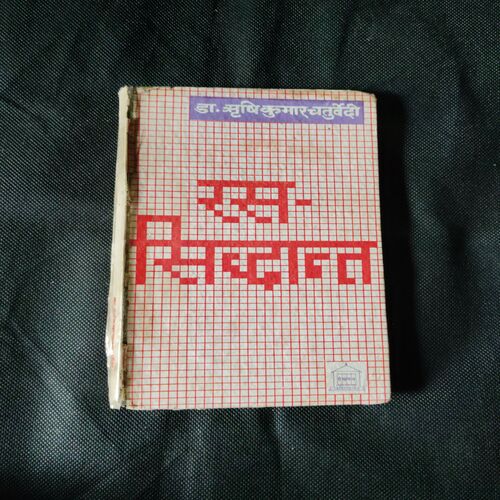 डा. ऋषि कुमार चतुर्वेदी
रस-
सिद्धान्त